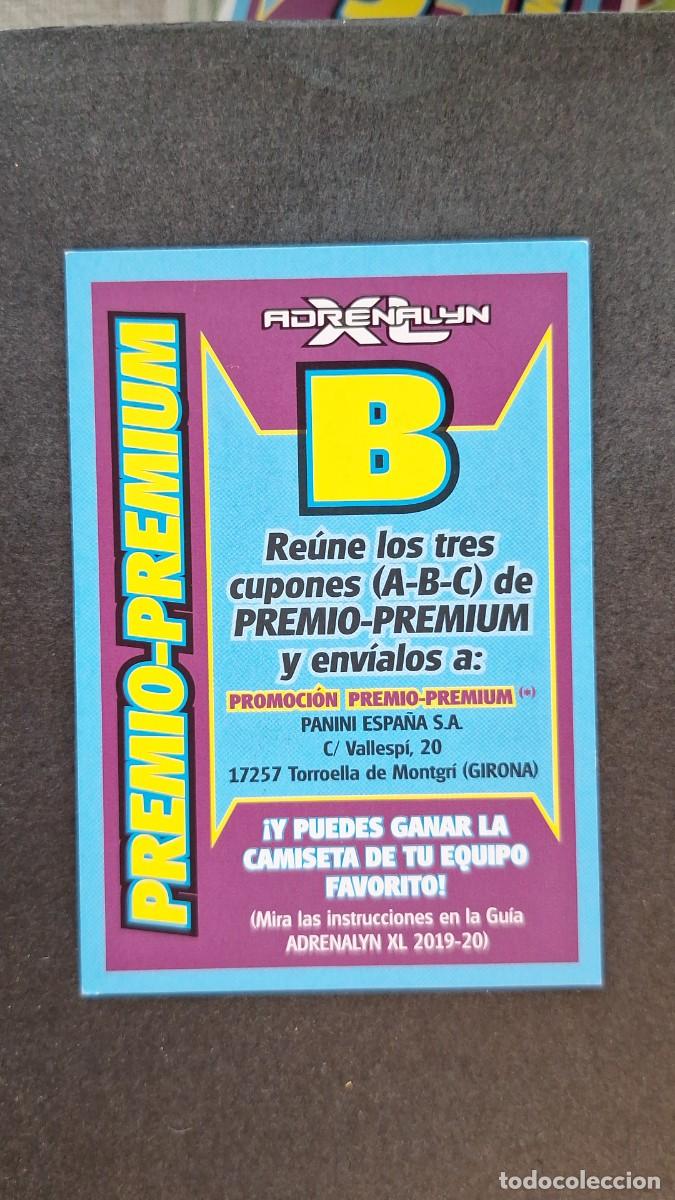 PREMIO-PREMIUM
ADRENALYN
XL
B
Reúne los tres
cupones (A-B-C) de
PREMIO-PREMIUM
y envíalos a:
PROMOCIÓN PREMIO-PREMIUM (*)
PANINI ESPAÑA S.A.
C/ Vallespí, 20
17257 Torroella de Montgrí (GIRONA)
¡Y PUEDES GANAR LA
CAMISETA DE TU EQUIPO
FAVORITO!
(Mira las instrucciones en la Guía
ADRENALYN XL 2019-20)
todocoleccion